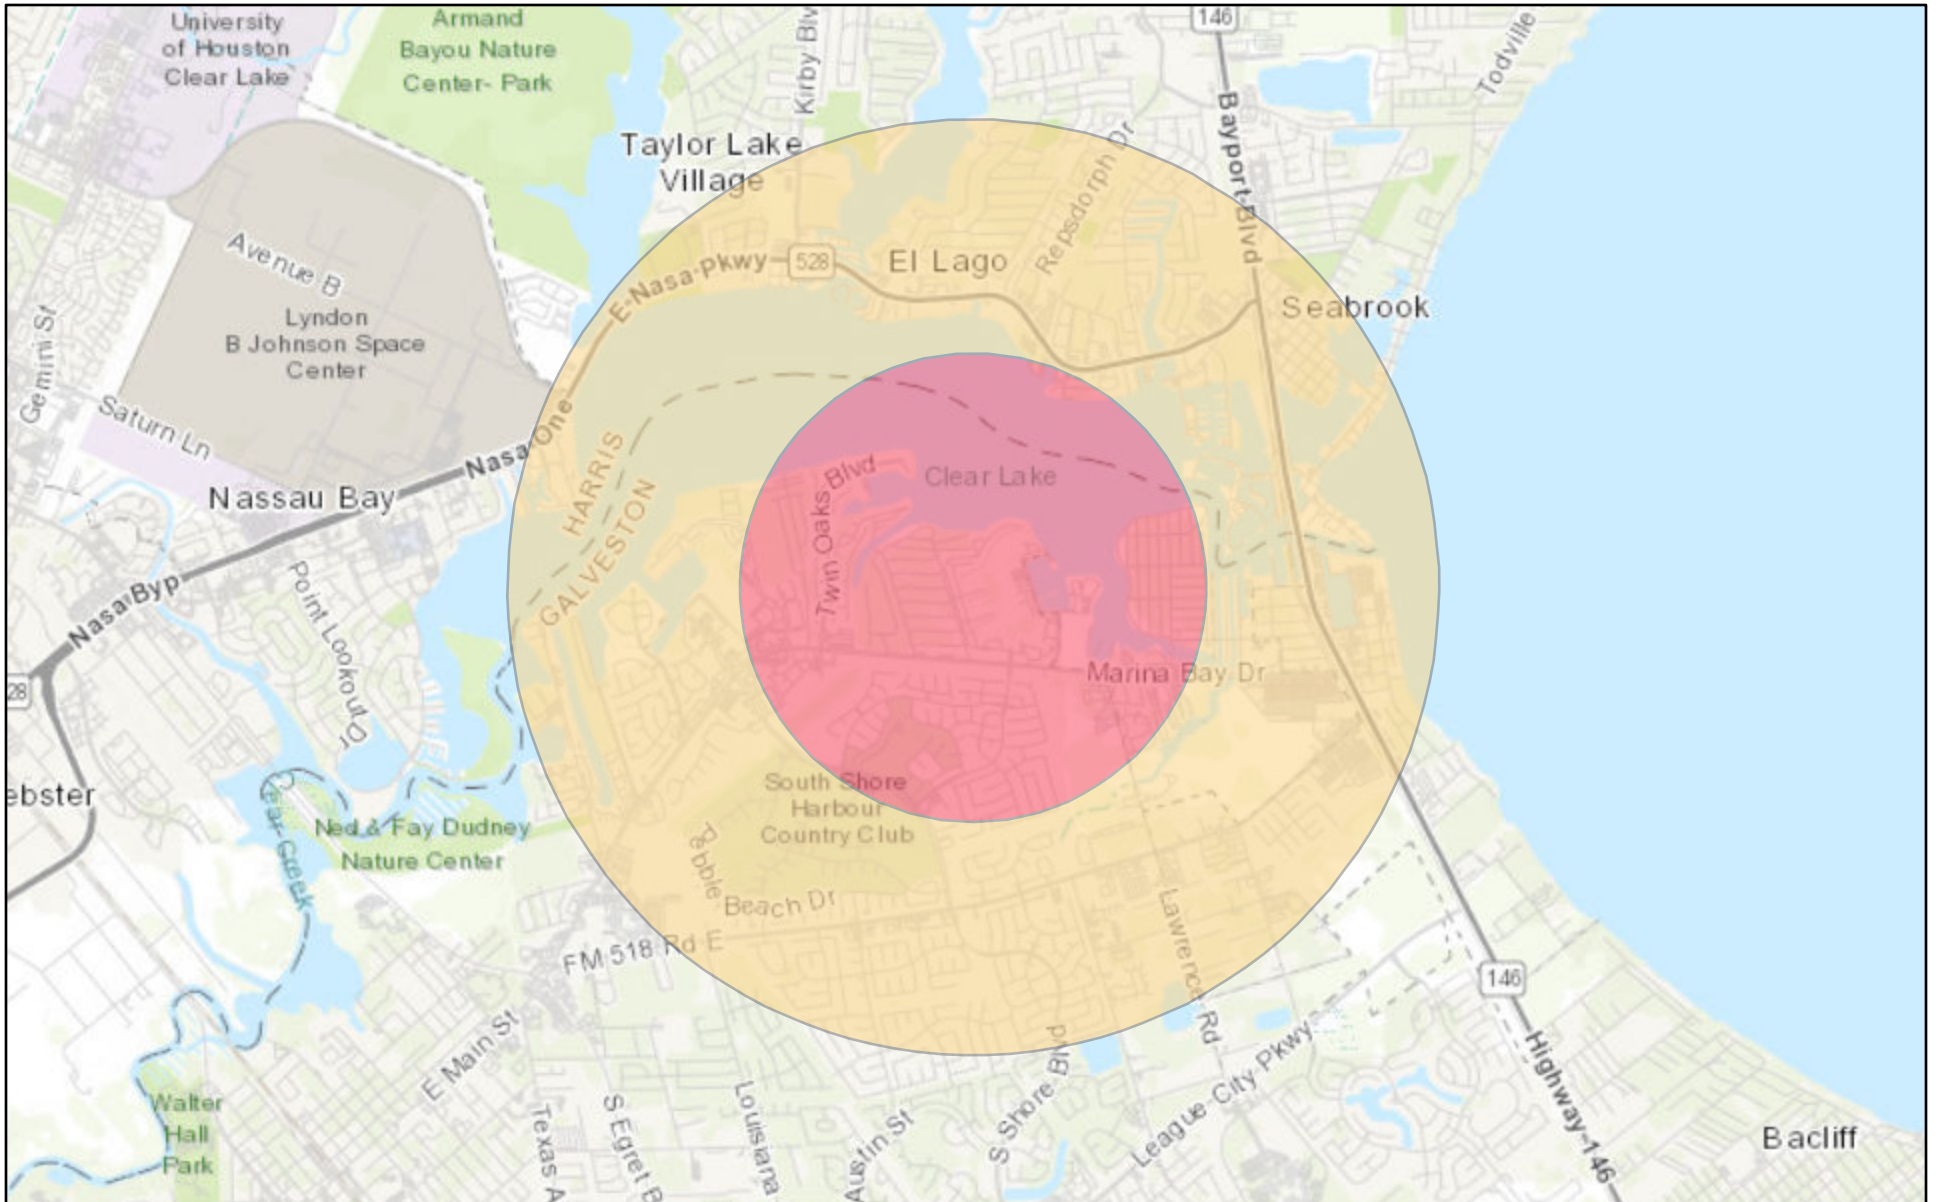 University
of Houston
Clear Lake
Armand
Bayou Nature
Center- Park
Kirby Blv
146
Todville
Bayport-Blvd
Taylor Lake
Village
Repsdorph Dr
Avenue B
E-Nasa-Pkwy
528
El Lago
Seabrook
Lyndon
B Johnson Space
Center
Gemini St
Saturn Ln
Nasa One
Nassau Bay
HARRIS
GALVESTON
Twin Oaks Blvd
Clear Lake
Nasa Byp
Point Lookout Dr
28
Marina Bay Dr
ebster
Clear Creek
Ned & Fay Dudney
Nature Center
South Shore
Harbour
Country Club
Pebble
Beach Dr
FM 518 Rd E
Lawrence Rd
146
E Main St
S Shore Blvd
League City Pkwy
Highway-146
Walter
Hall
Park
Texas A
S Egret B
Louisiana
Austin St
Bacliff